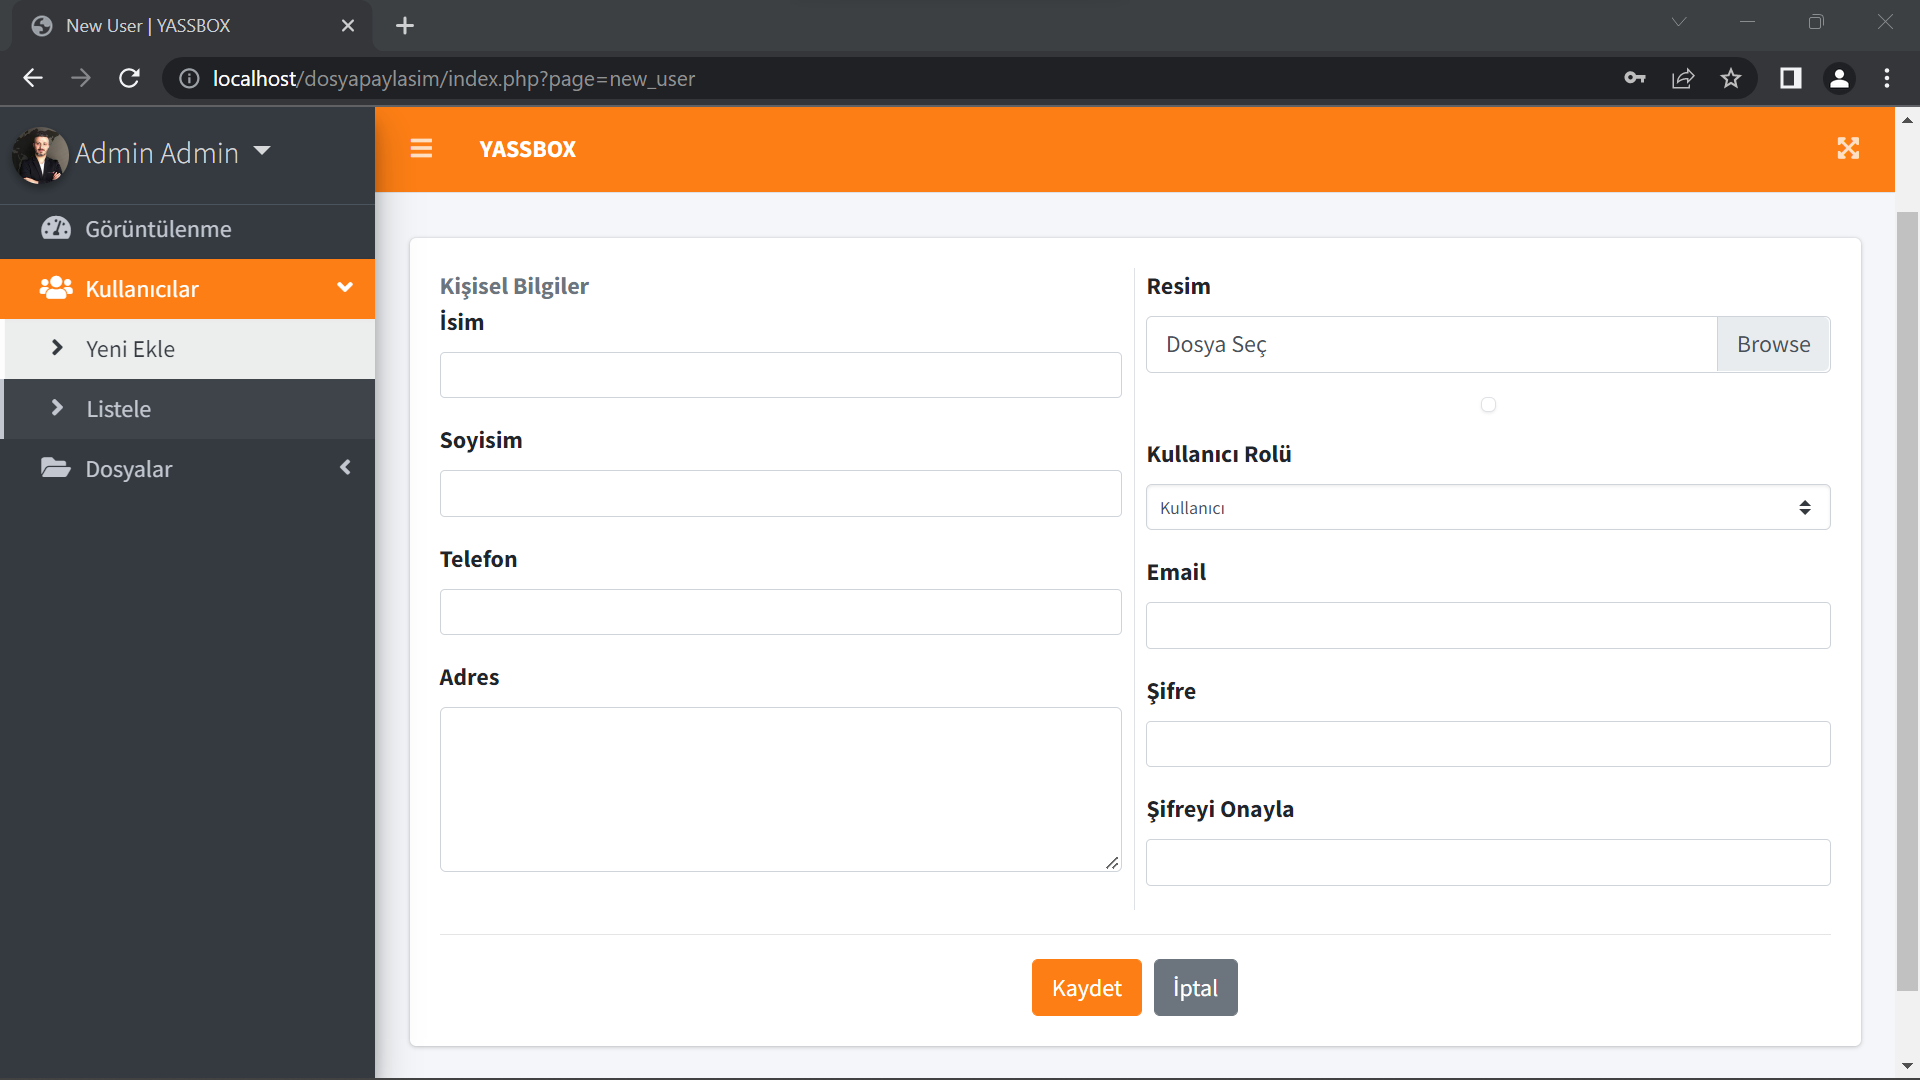 New User | YASSBOX
localhost/dosyapaylasim/index.php?page=new_user
Admin Admin
Görüntülenme
Kullanıcılar
Yeni Ekle
Listele
Dosyalar
YASSBOX
Kişisel Bilgiler
İsim
Soyisim
Telefon
Adres
Resim
Dosya Seç
Browse
Kullanıcı Rolü
Kullanıcı
Email
Şifre
Şifreyi Onayla
Kaydet
İptal